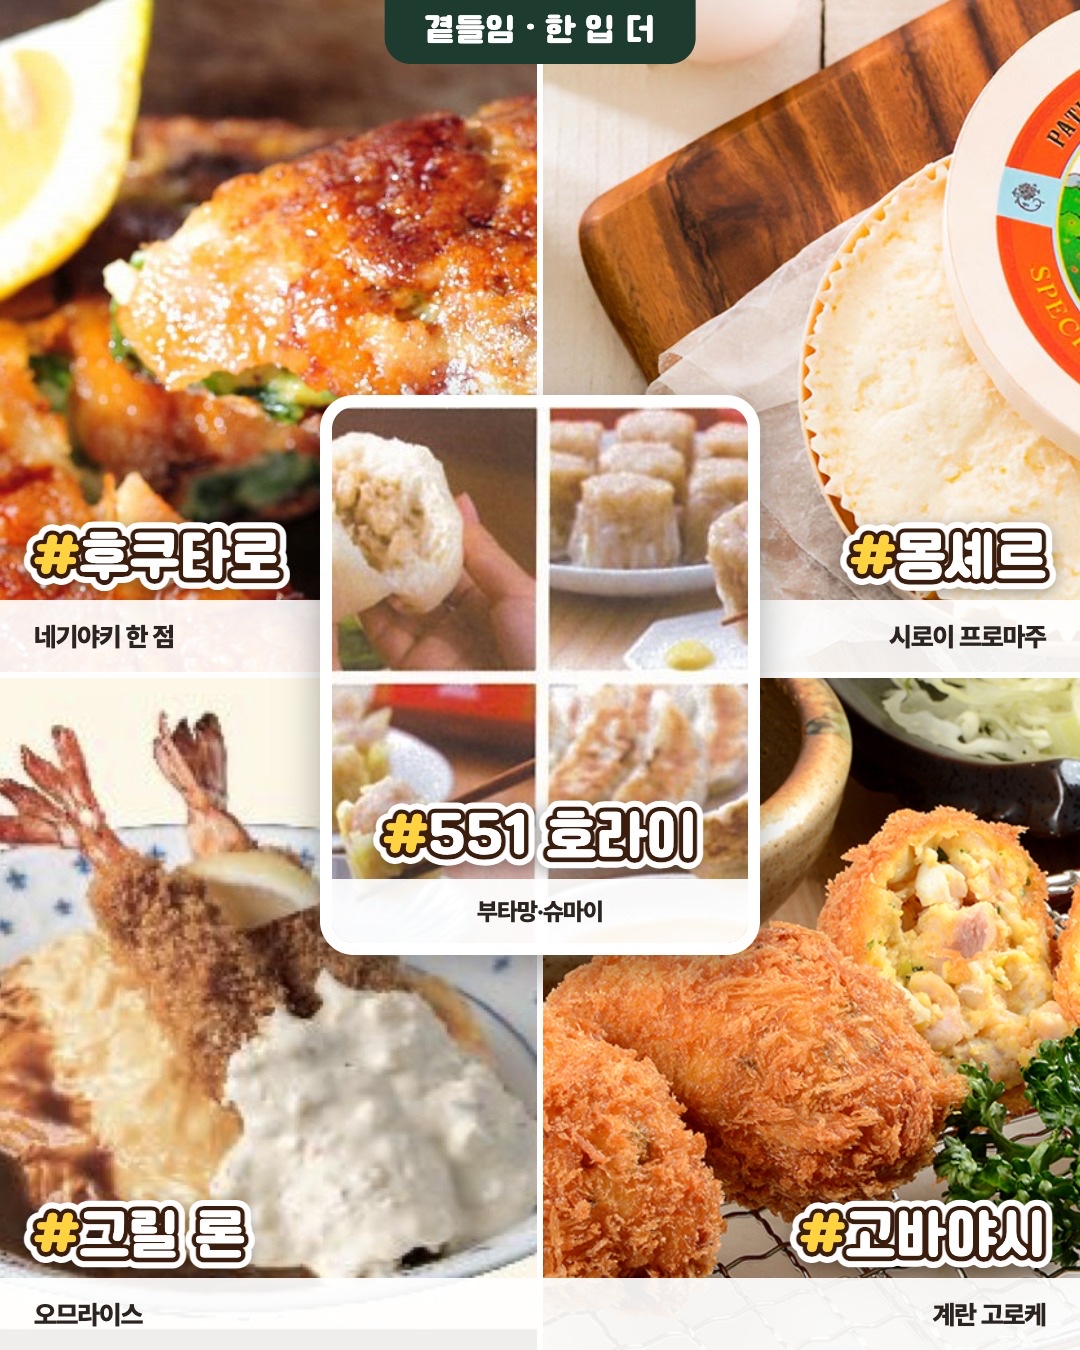 곁들임 · 한 입 더
#후쿠타로
네기야키 한 점
#몽셰르
시로이 프로마주
#551 호라이
부타망·슈마이
#그릴 론
오므라이스
#고바야시
계란 고로케